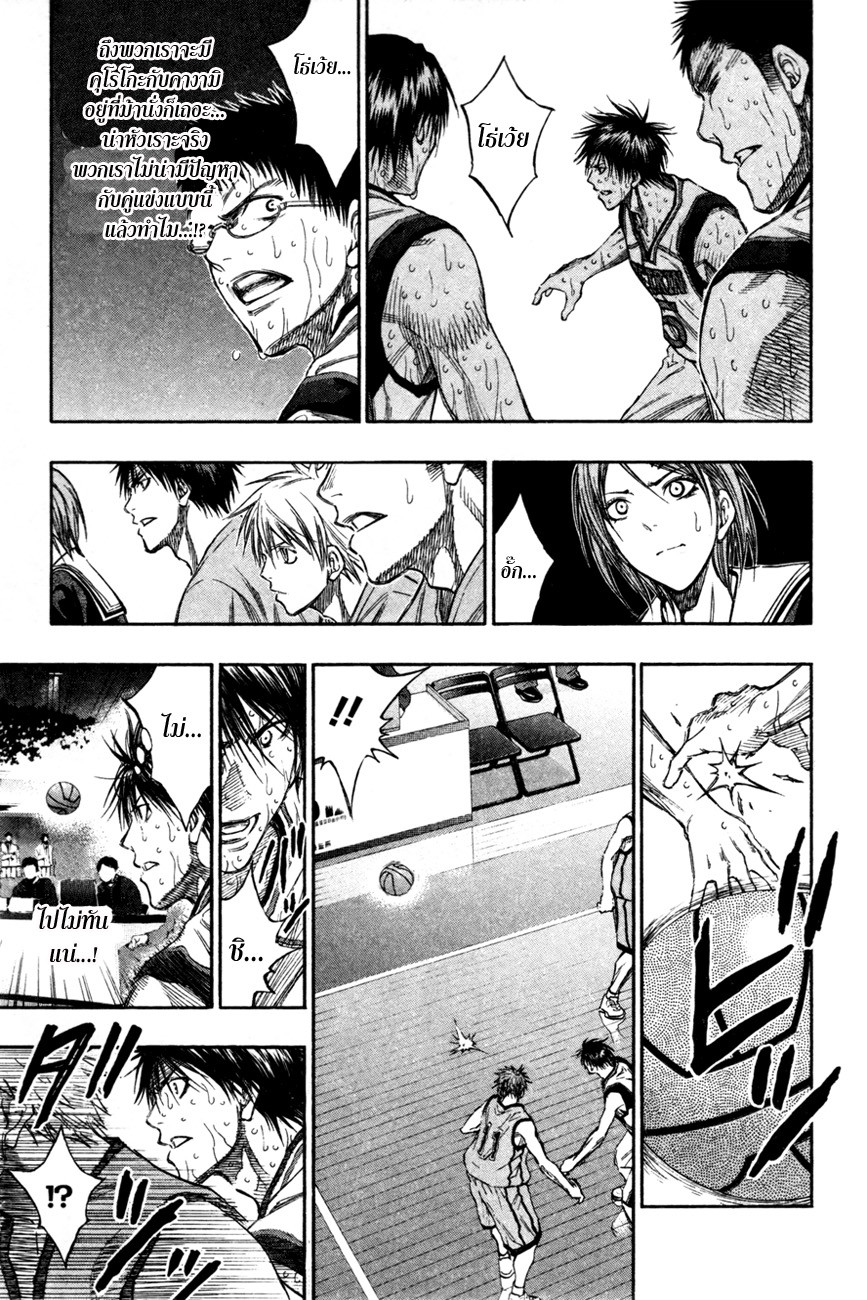 โธ่เว้ย...
โธ่เว้ย
ถึงพวกเราจะมี
คุโรโกะกับคางามิ
อยู่ที่ม้านั่งก็เถอะ...
น่าหัวเราะจริง
พวกเราไม่น่ามีปัญหา
กับคู่แข่งแบบนี้
แล้วทำไม...!?
อั๊ก...
ビッ
11
!!
ชิ...
ไม่...
ไปไม่ทัน
แน่...!
ダッ
!?